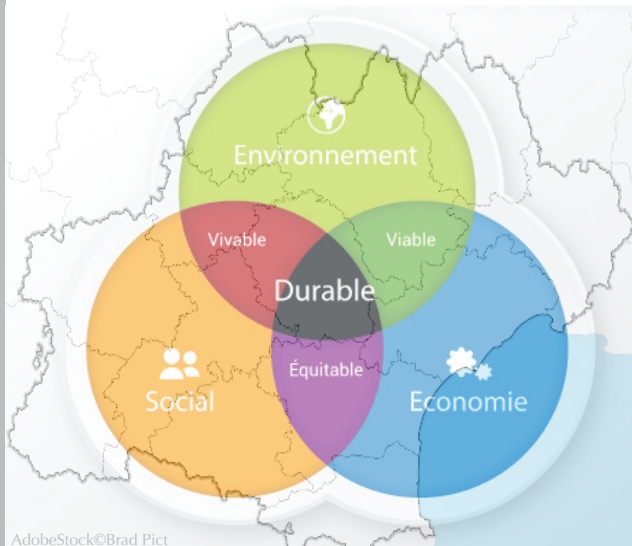 Environnement
Vivable
Viable
Durable
Équitable
Social
Economie
AdobeStock©Brad Pict